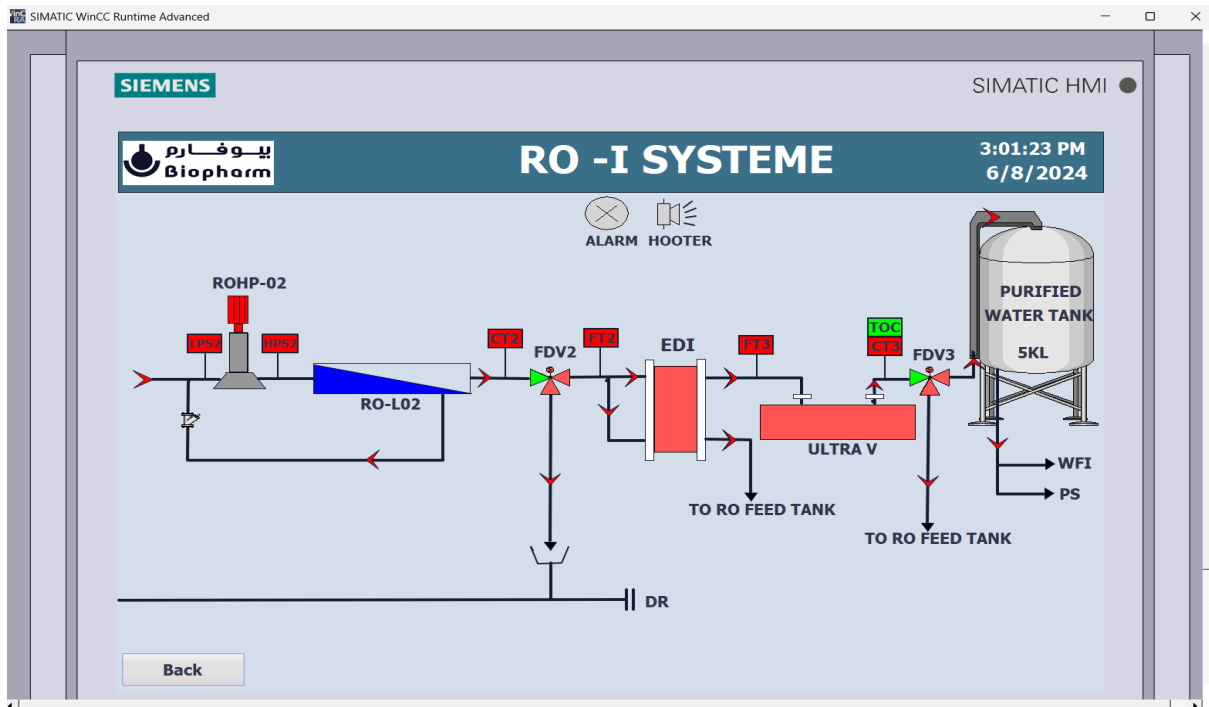 SIMATIC WinCC Runtime Advanced
SIEMENS
SIMATIC HMI
بيوفارم
Biopharm
RO -I SYSTEME
3:01:23 PM
6/8/2024
ALARM HOOTER
ROHP-02
PURIFIED
WATER TANK
5KL
LPS2
HPS2
CT2
FT2
FT3
TOC
CT3
FDV2
EDI
FDV3
RO-L02
ULTRA V
WFI
PS
TO RO FEED TANK
TO RO FEED TANK
DR
Back